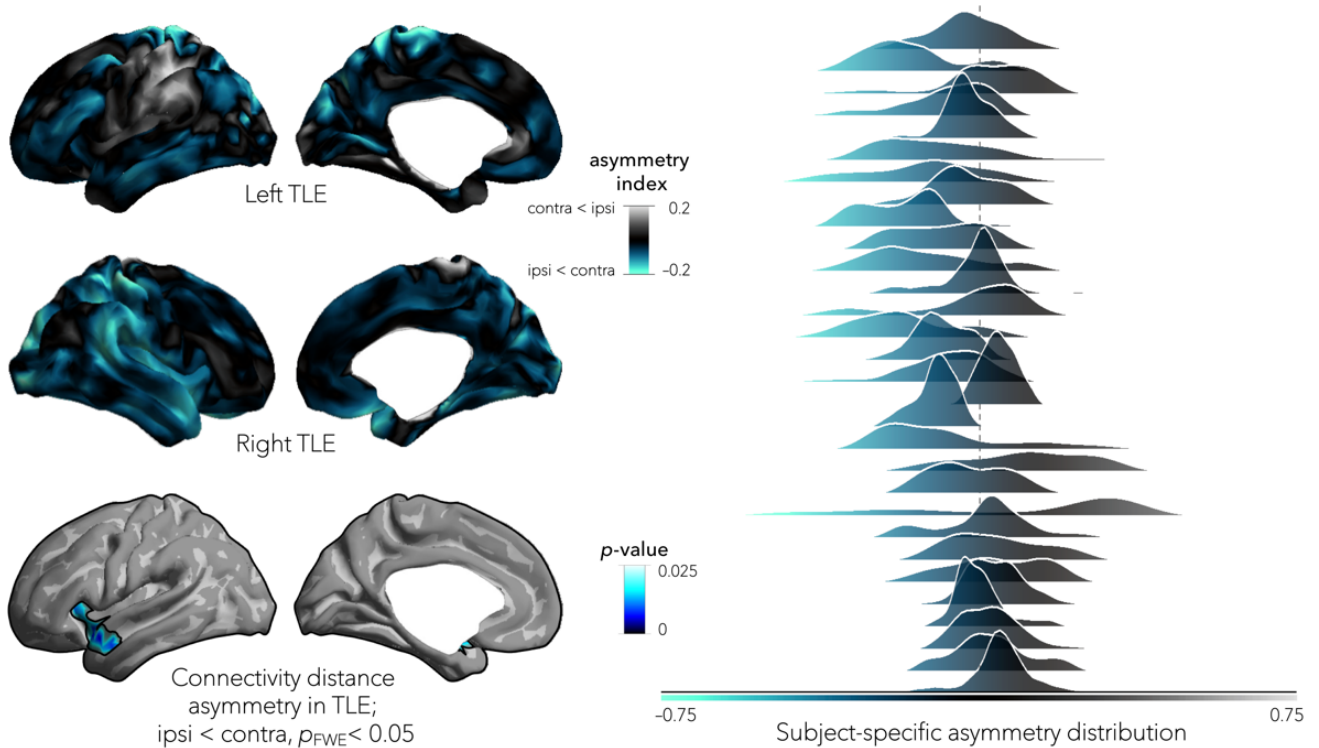 Left TLE
asymmetry
index
contra < ipsi 0.2
ipsi < contra −0.2
Right TLE
p-value
0.025
0
Connectivity distance
asymmetry in TLE;
ipsi < contra, pFWE< 0.05
−0.75 0.75
Subject-specific asymmetry distribution